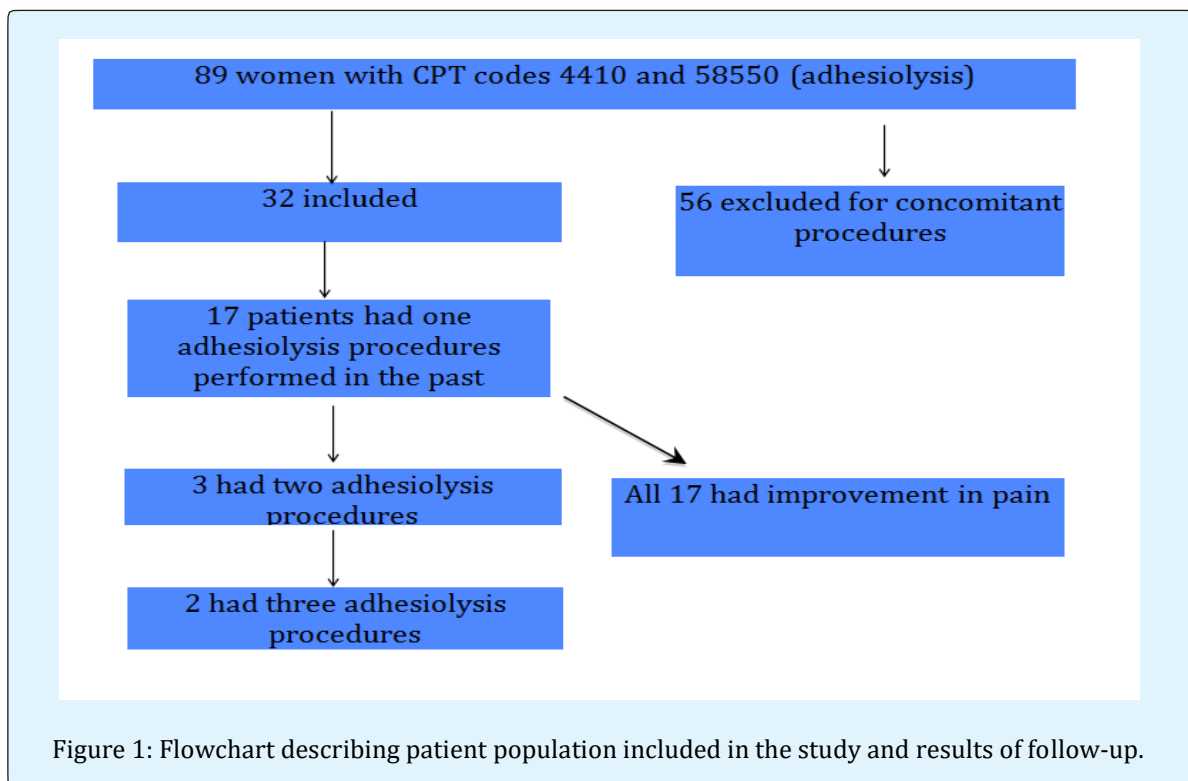 89 women with CPT codes 4410 and 58550 (adhesiolysis)
32 included
56 excluded for concomitant
procedures
17 patients had one
adhesiolysis procedures
performed in the past
3 had two adhesiolysis
procedures
All 17 had improvement in pain
2 had three adhesiolysis
procedures
Figure 1: Flowchart describing patient population included in the study and results of follow-up.